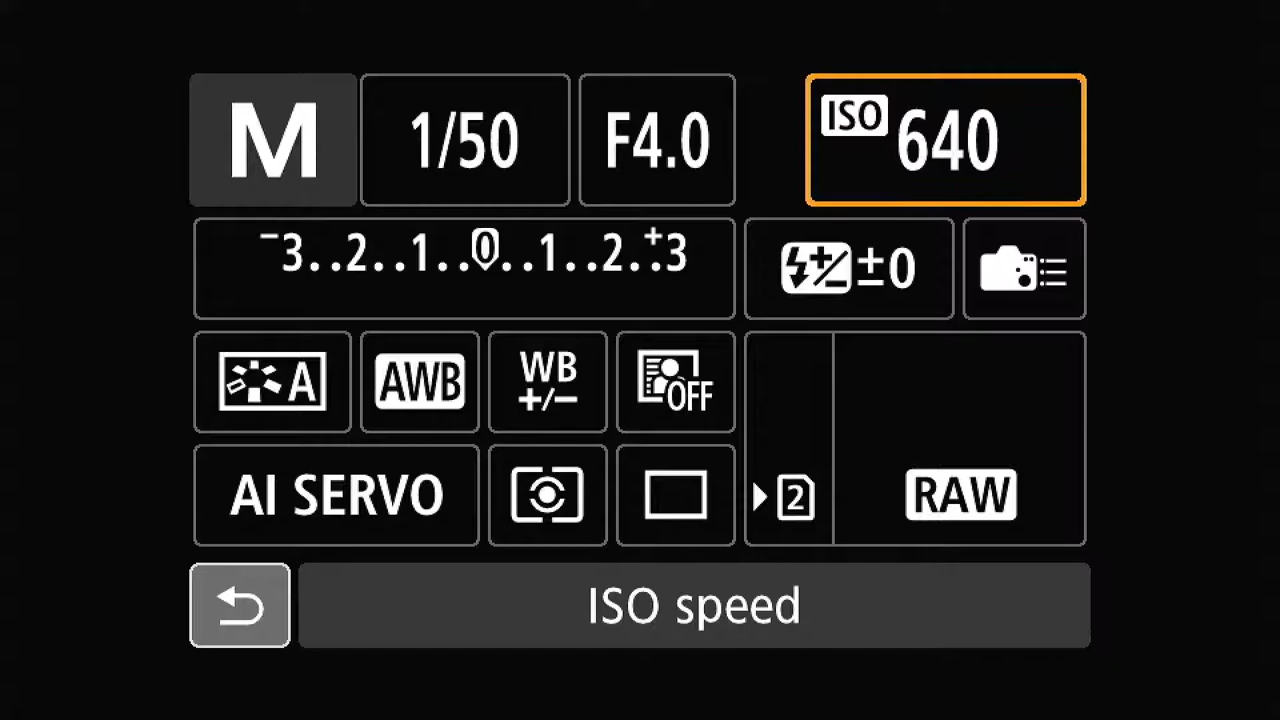 M 1/50 F4.0 ISO 640
-3..2..1..0..1..2..+3 ±0
A AWB WB +/- OFF
AI SERVO 2 RAW
ISO speed